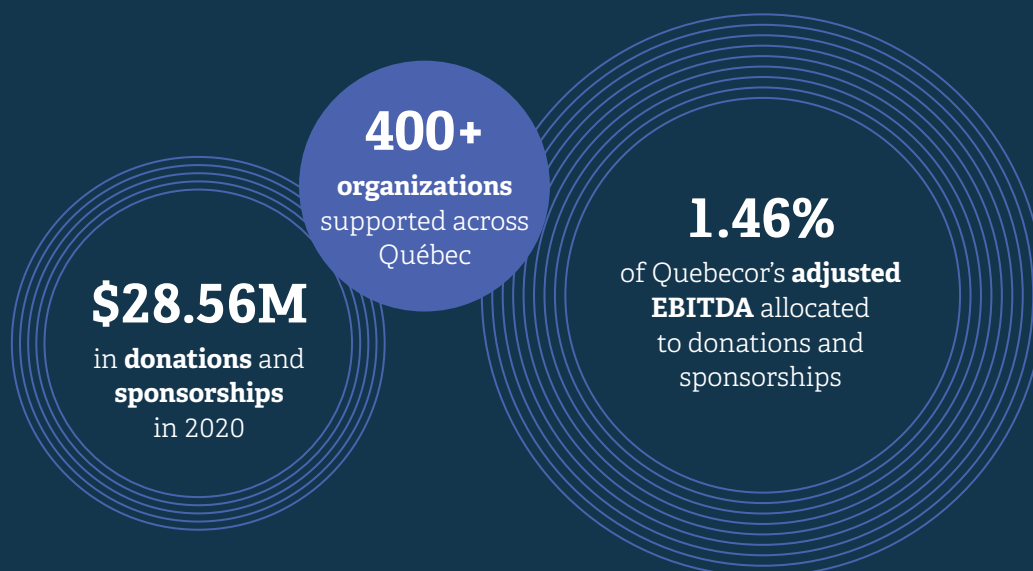 400+
organizations
supported across
Québec
$28.56M
in donations and
sponsorships
in 2020
1.46%
of Quebecor’s adjusted
EBITDA allocated
to donations and
sponsorships